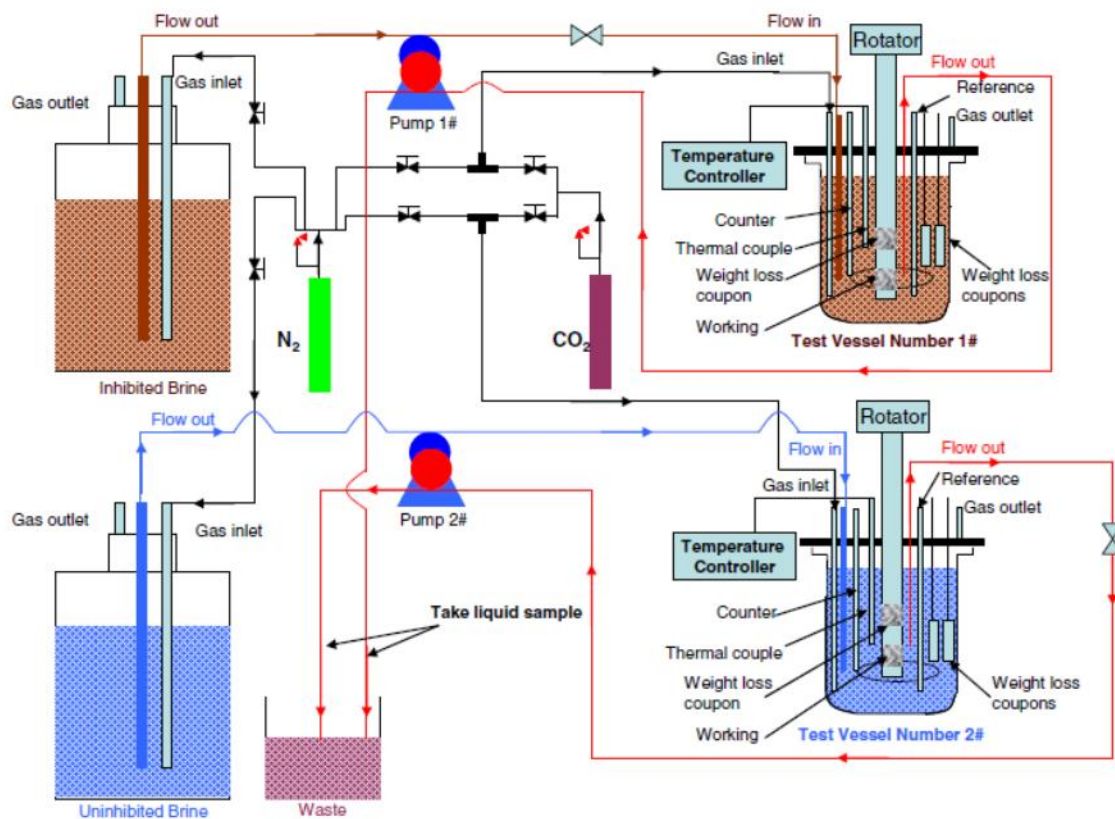 Flow out
Flow in
Rotator
Gas inlet
Flow out
Gas inlet
Gas outlet
Reference
Gas outlet
Pump 1#
Temperature
Controller
Counter
Thermal couple
Weight loss
coupon
Weight loss
coupons
Working
N2
CO2
Test Vessel Number 1#
Inhibited Brine
Flow out
Rotator
Flow in
Flow out
Gas inlet
Reference
Gas outlet
Gas outlet
Gas inlet
Pump 2#
Temperature
Controller
Take liquid sample
Counter
Thermal couple
Weight loss
coupon
Weight loss
coupons
Working
Test Vessel Number 2#
Uninhibited Brine
Waste